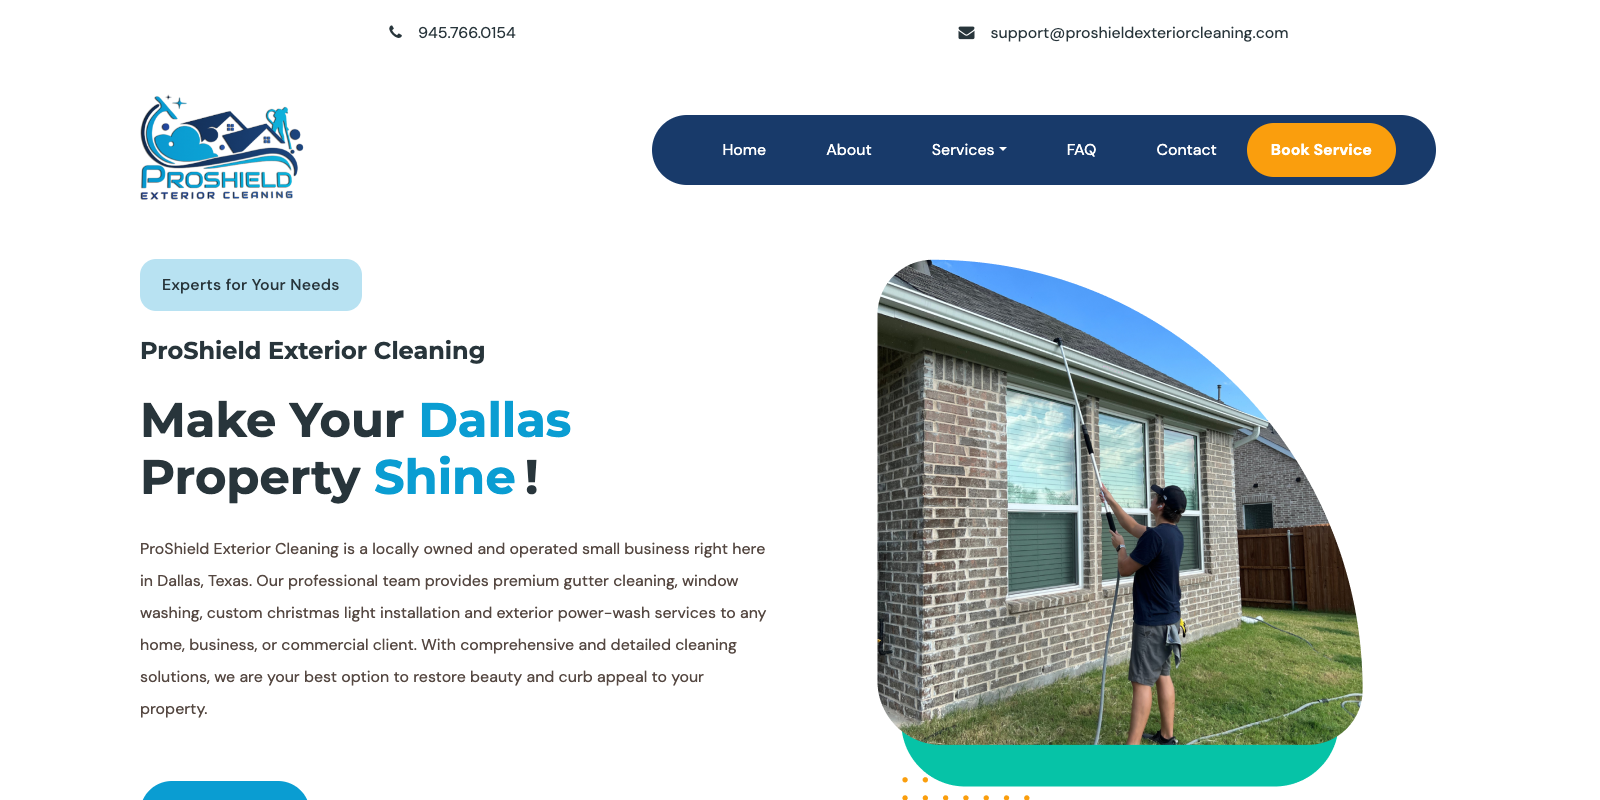 945.766.0154
support@proshieldexteriorcleaning.com
PROSHIELD
EXTERIOR CLEANING
Home
About
Services
FAQ
Contact
Book Service
Experts for Your Needs
ProShield Exterior Cleaning
Make Your Dallas
Property Shine !
ProShield Exterior Cleaning is a locally owned and operated small business right here
in Dallas, Texas. Our professional team provides premium gutter cleaning, window
washing, custom christmas light installation and exterior power-wash services to any
home, business, or commercial client. With comprehensive and detailed cleaning
solutions, we are your best option to restore beauty and curb appeal to your
property.